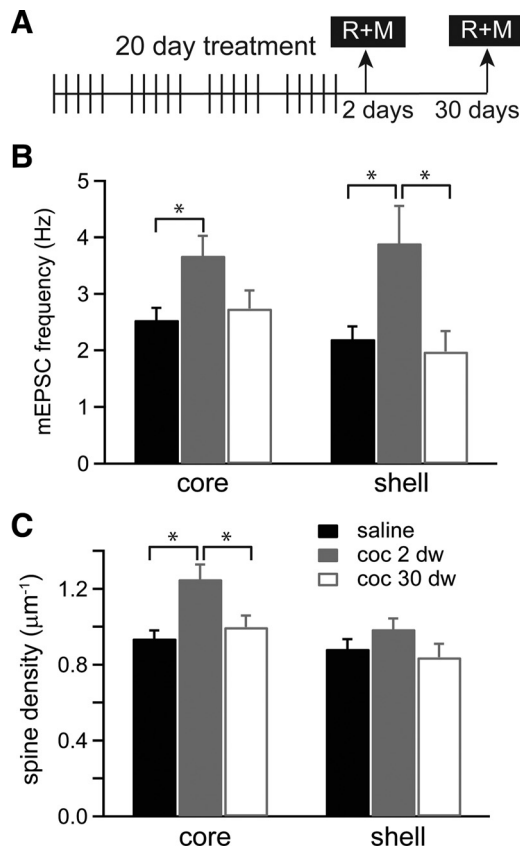 A
R+M R+M
20 day treatment
2 days 30 days
B
mEPSC frequency (Hz)
5
4
3
2
1
0
* * *
core shell
C
saline
coc 2 dw
coc 30 dw
spine density (μm⁻¹)
1.2
0.8
0.4
0.0
* *
core shell